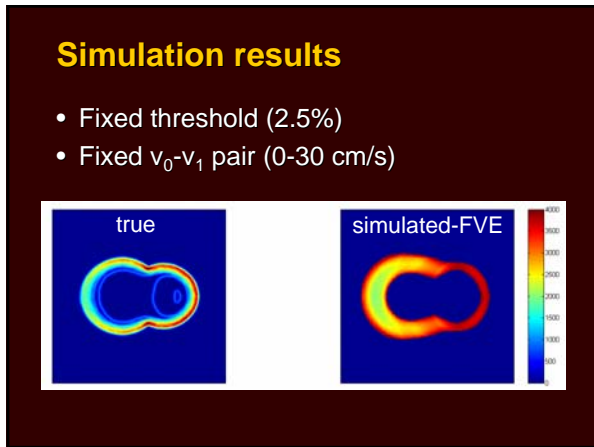 Simulation results
• Fixed threshold (2.5%)
• Fixed v₀-v₁ pair (0-30 cm/s)
true
simulated-FVE
4000
3500
3000
2500
2000
1500
1000
500
0